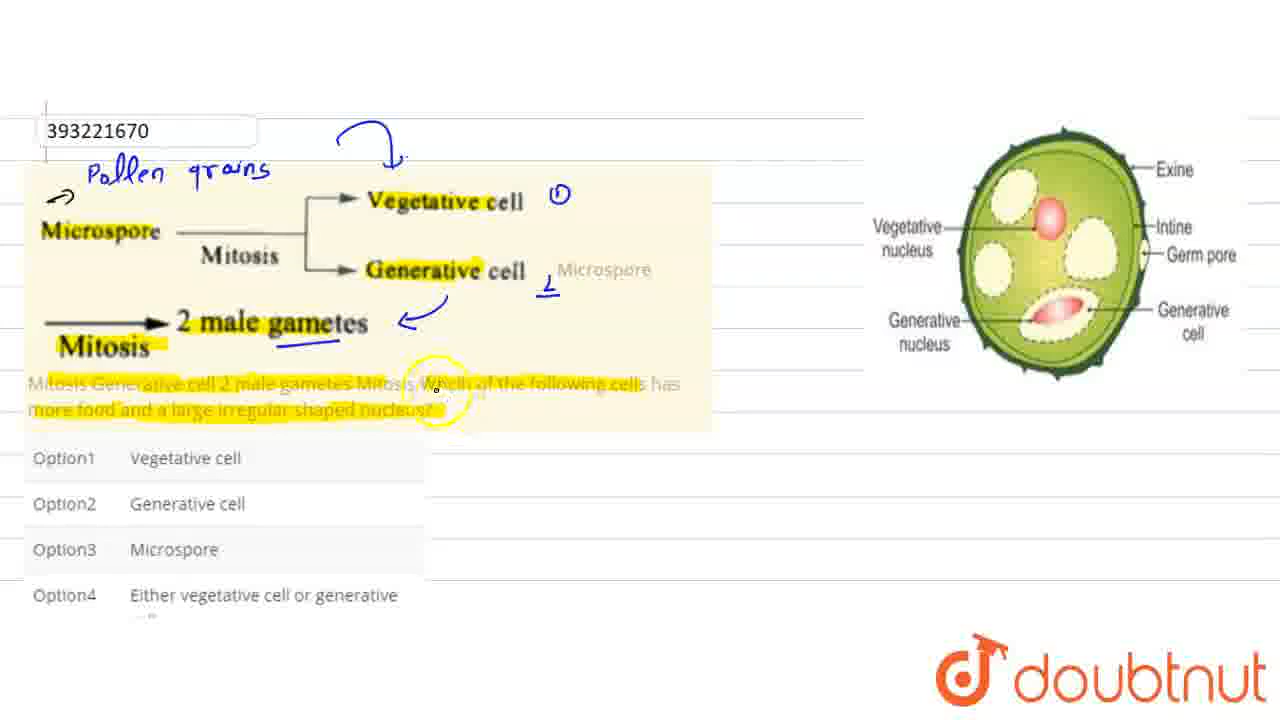 393221670
Pollen grains
Vegetative cell ①
Microspore
Mitosis
Generative cell Microspore
2 male gametes
Mitosis
Mitosis Generative cell 2 male gametes Mitosis Which of the following cells has
more food and a large irregular shaped nucleus?
Option1 Vegetative cell
Option2 Generative cell
Option3 Microspore
Option4 Either vegetative cell or generative
Exine
Vegetative
nucleus
Intine
Germ pore
Generative
nucleus
Generative
cell
doubtnut